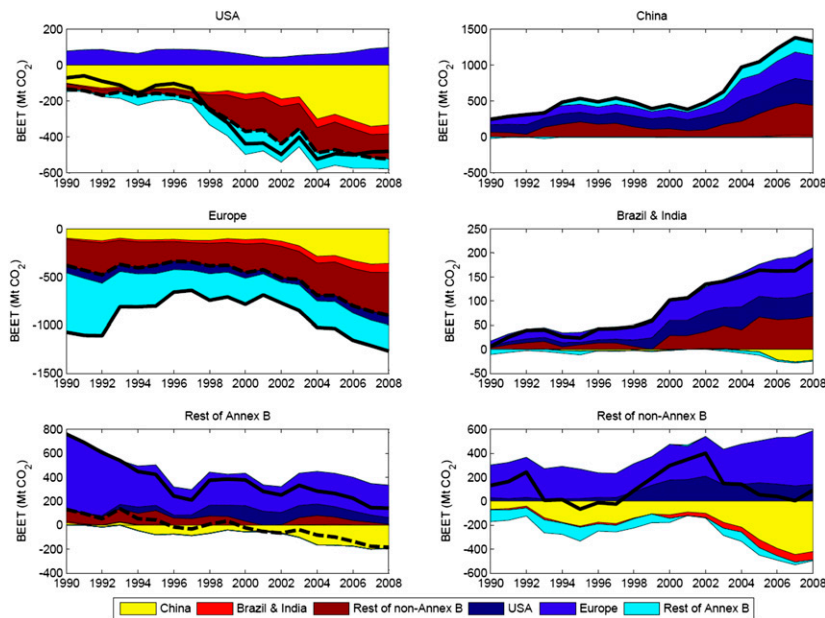 USA
BEET (Mt CO2)
200
0
-200
-400
-600
1990 1992 1994 1996 1998 2000 2002 2004 2006 2008
China
BEET (Mt CO2)
1500
1000
500
0
-500
1990 1992 1994 1996 1998 2000 2002 2004 2006 2008
Europe
BEET (Mt CO2)
0
-500
-1000
-1500
1990 1992 1994 1996 1998 2000 2002 2004 2006 2008
Brazil & India
BEET (Mt CO2)
250
200
150
100
50
0
-50
1990 1992 1994 1996 1998 2000 2002 2004 2006 2008
Rest of Annex B
BEET (Mt CO2)
800
600
400
200
0
-200
-400
1990 1992 1994 1996 1998 2000 2002 2004 2006 2008
Rest of non-Annex B
BEET (Mt CO2)
600
400
200
0
-200
-400
-600
1990 1992 1994 1996 1998 2000 2002 2004 2006 2008
China Brazil & India Rest of non-Annex B USA Europe Rest of Annex B